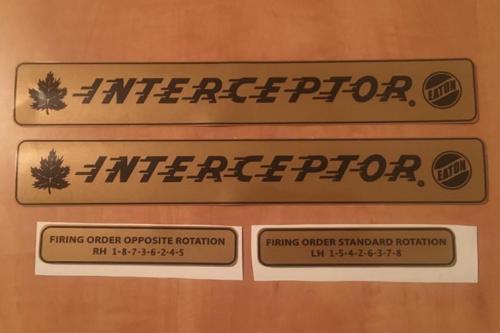 INTERCEPTOR® EATON
INTERCEPTOR® EATON
FIRING ORDER OPPOSITE ROTATION
RH 1-8-7-3-6-2-4-5
FIRING ORDER STANDARD ROTATION
LH 1-5-4-2-6-3-7-8